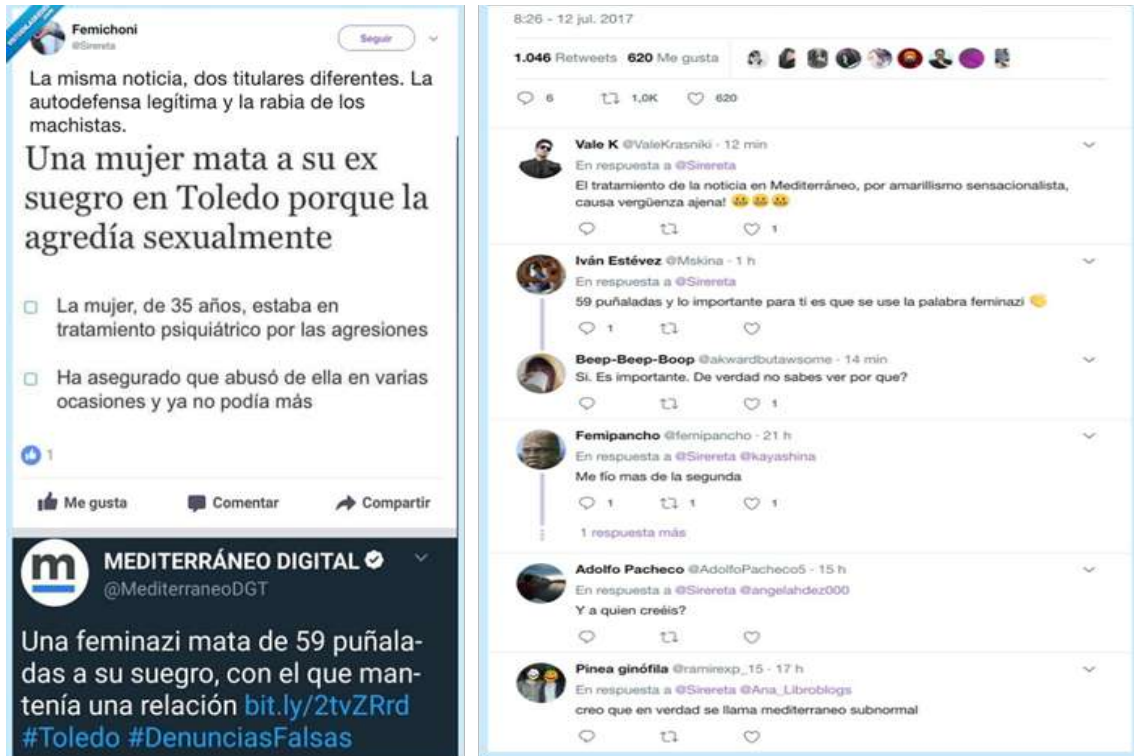 Femichoni
@Sirereta
Seguir
La misma noticia, dos titulares diferentes. La
autodefensa legítima y la rabia de los
machistas.
Una mujer mata a su ex
suegro en Toledo porque la
agredía sexualmente
La mujer, de 35 años, estaba en
tratamiento psiquiátrico por las agresiones
Ha asegurado que abusó de ella en varias
ocasiones y ya no podía más
1
Me gusta Comentar Compartir
m
MEDITERRÁNEO DIGITAL
@MediterraneoDGT
Una feminazi mata de 59 puñala-
das a su suegro, con el que man-
tenía una relación bit.ly/2tvZRrd
#Toledo #DenunciasFalsas
8:26 - 12 jul. 2017
1.046 Retweets 620 Me gusta
6 1,0K 620
Vale K @ValeKrasniki · 12 min
En respuesta a @Sirereta
El tratamiento de la noticia en Mediterráneo, por amarillismo sensacionalista,
causa vergüenza ajena! 😬😬😬
1
Iván Estévez @Mskina · 1 h
En respuesta a @Sirereta
59 puñaladas y lo importante para ti es que se use la palabra feminazi 👏
1
Beep-Beep-Boop @akwardbutawsome · 14 min
Si. Es importante. De verdad no sabes ver por que?
1
Femipancho @femipancho · 21 h
En respuesta a @Sirereta @kayashina
Me fío mas de la segunda
1 1 1
1 respuesta más
Adolfo Pacheco @AdolfoPacheco5 · 15 h
En respuesta a @Sirereta @angelahdez000
Y a quien creéis?
Pinea ginófila @ramirexp_15 · 17 h
En respuesta a @Sirereta @Ana_Libroblogs
creo que en verdad se llama mediterraneo subnormal